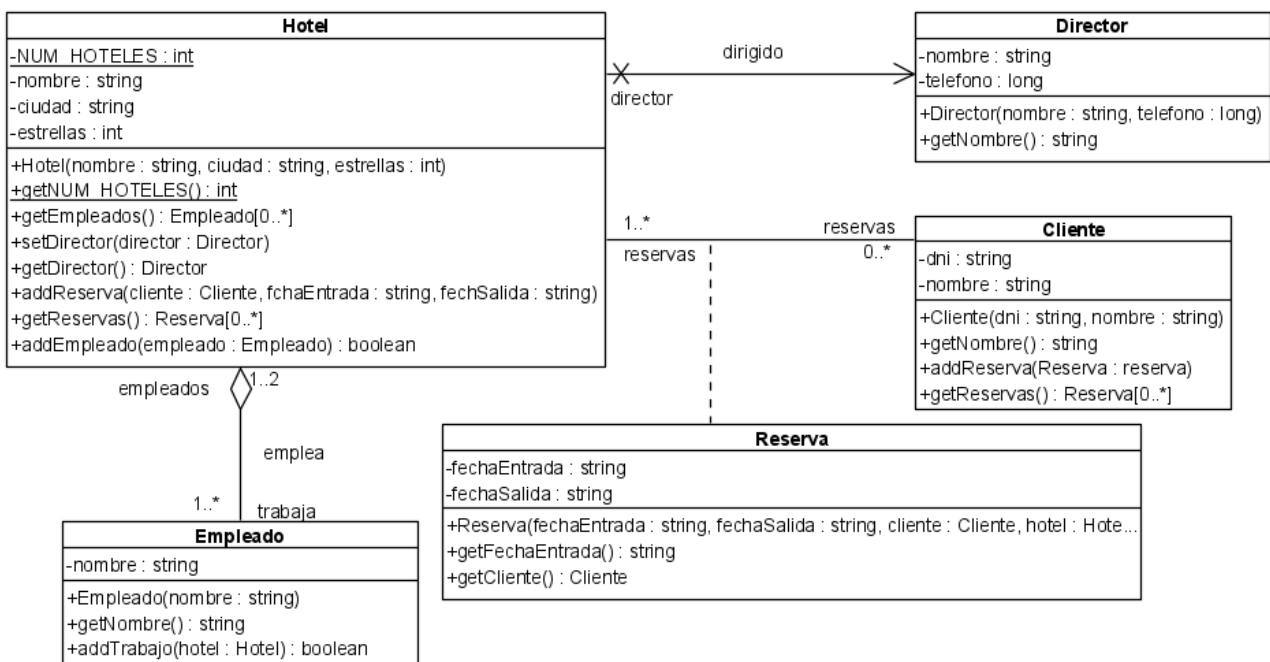 Hotel
-NUM_HOTELES : int
-nombre : string
-ciudad : string
-estrellas : int
+Hotel(nombre : string, ciudad : string, estrellas : int)
+getNUM_HOTELES() : int
+getEmpleados() : Empleado[0..*]
+setDirector(director : Director)
+getDirector() : Director
+addReserva(cliente : Cliente, fchaEntrada : string, fechSalida : string)
+getReservas() : Reserva[0..*]
+addEmpleado(empleado : Empleado) : boolean
dirigido
director
Director
-nombre : string
-telefono : long
+Director(nombre : string, telefono : long)
+getNombre() : string
1..*
reservas
reservas
0..*
Cliente
-dni : string
-nombre : string
+Cliente(dni : string, nombre : string)
+getNombre() : string
+addReserva(Reserva : reserva)
+getReservas() : Reserva[0..*]
empleados
1..2
emplea
1..*
trabaja
Reserva
-fechaEntrada : string
-fechaSalida : string
+Reserva(fechaEntrada : string, fechaSalida : string, cliente : Cliente, hotel : Hote...
+getFechaEntrada() : string
+getCliente() : Cliente
Empleado
-nombre : string
+Empleado(nombre : string)
+getNombre() : string
+addTrabajo(hotel : Hotel) : boolean